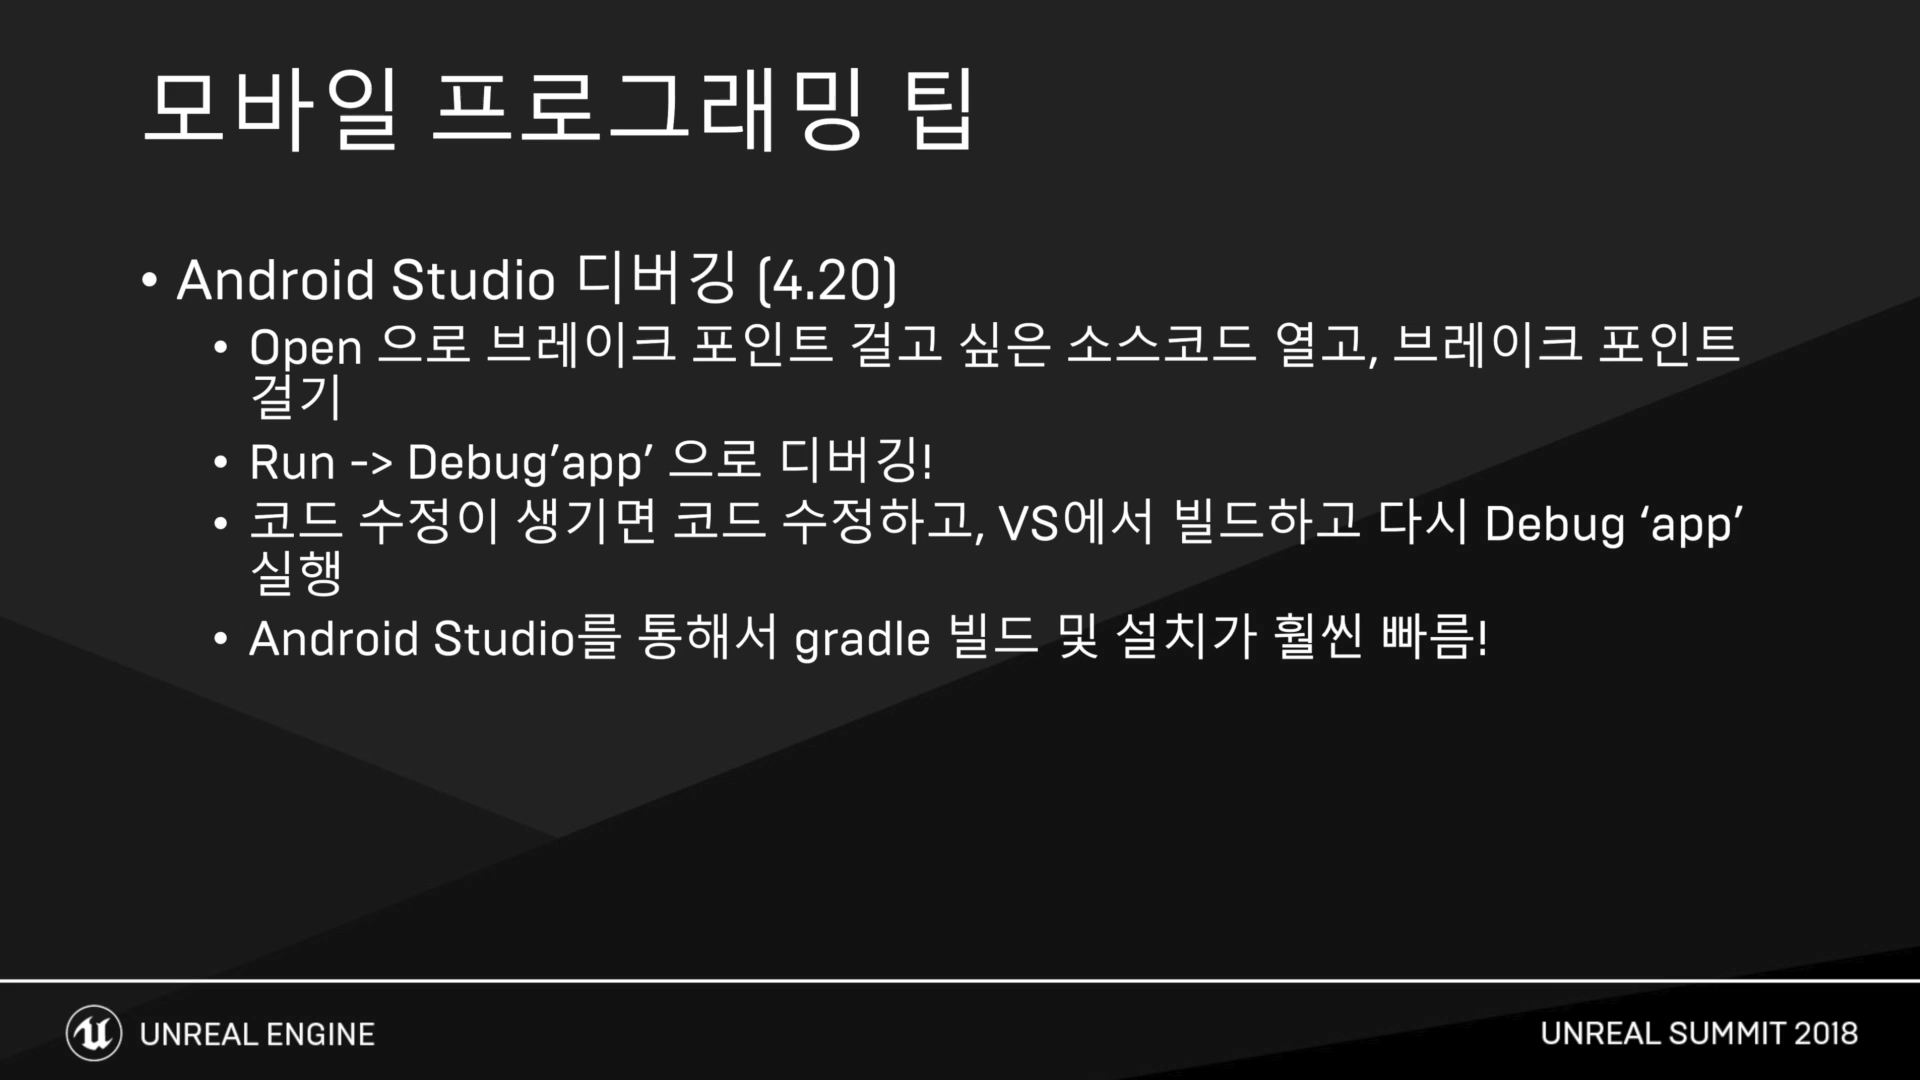 모바일 프로그래밍 팁
• Android Studio 디버깅 (4.20)
• Open 으로 브레이크 포인트 걸고 싶은 소스코드 열고, 브레이크 포인트
걸기
• Run -> Debug’app’ 으로 디버깅!
• 코드 수정이 생기면 코드 수정하고, VS에서 빌드하고 다시 Debug ‘app’
실행
• Android Studio를 통해서 gradle 빌드 및 설치가 훨씬 빠름!
UNREAL ENGINE
UNREAL SUMMIT 2018